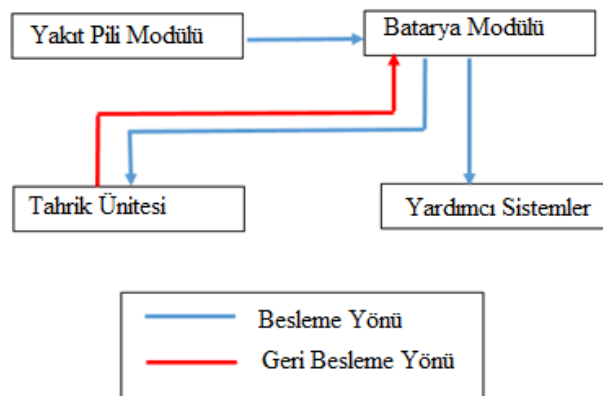 Yakıt Pili Modülü
Batarya Modülü
Tahrik Ünitesi
Yardımcı Sistemler
Besleme Yönü
Geri Besleme Yönü